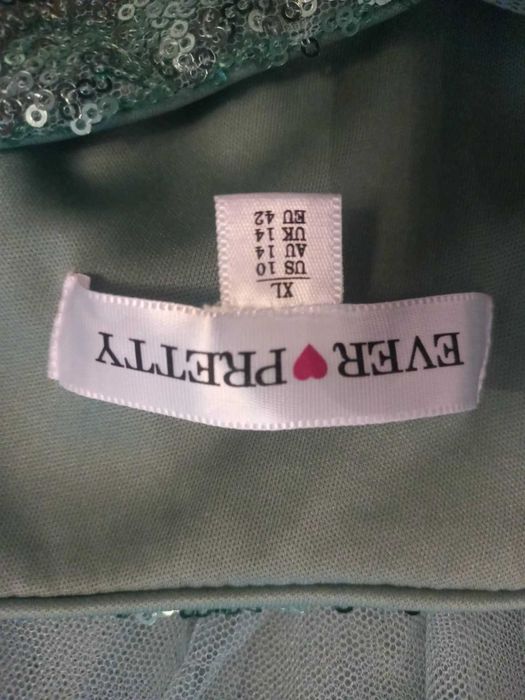 EVER PRETTY
XL
US 10
AU 14
UK 14
EU 42